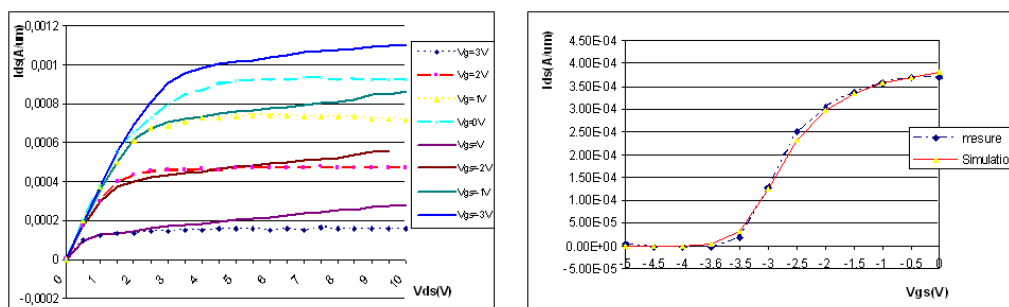 Ids(A/um)
0,0012
0,001
0,0008
0,0006
0,0004
0,0002
0
-0,0002
0 1 2 3 4 5 6 7 8 9 10
Vds(V)
Vg=3V
Vg=2V
Vg=1V
Vg=0V
Vgs=V
Vgs=-2V
Vgs=-1V
Vgs=-3V
Ids(A/um)
4.50E-04
4.00E-04
3.50E-04
3.00E-04
2.50E-04
2.00E-04
1.50E-04
1.00E-04
5.00E-05
0.00E+00
-5.00E-05
-5 -4.5 -4 -3.6 -3.5 -3 -2.5 -2 -1.5 -1 -0.5 0
Vgs(V)
mesure
Simulation